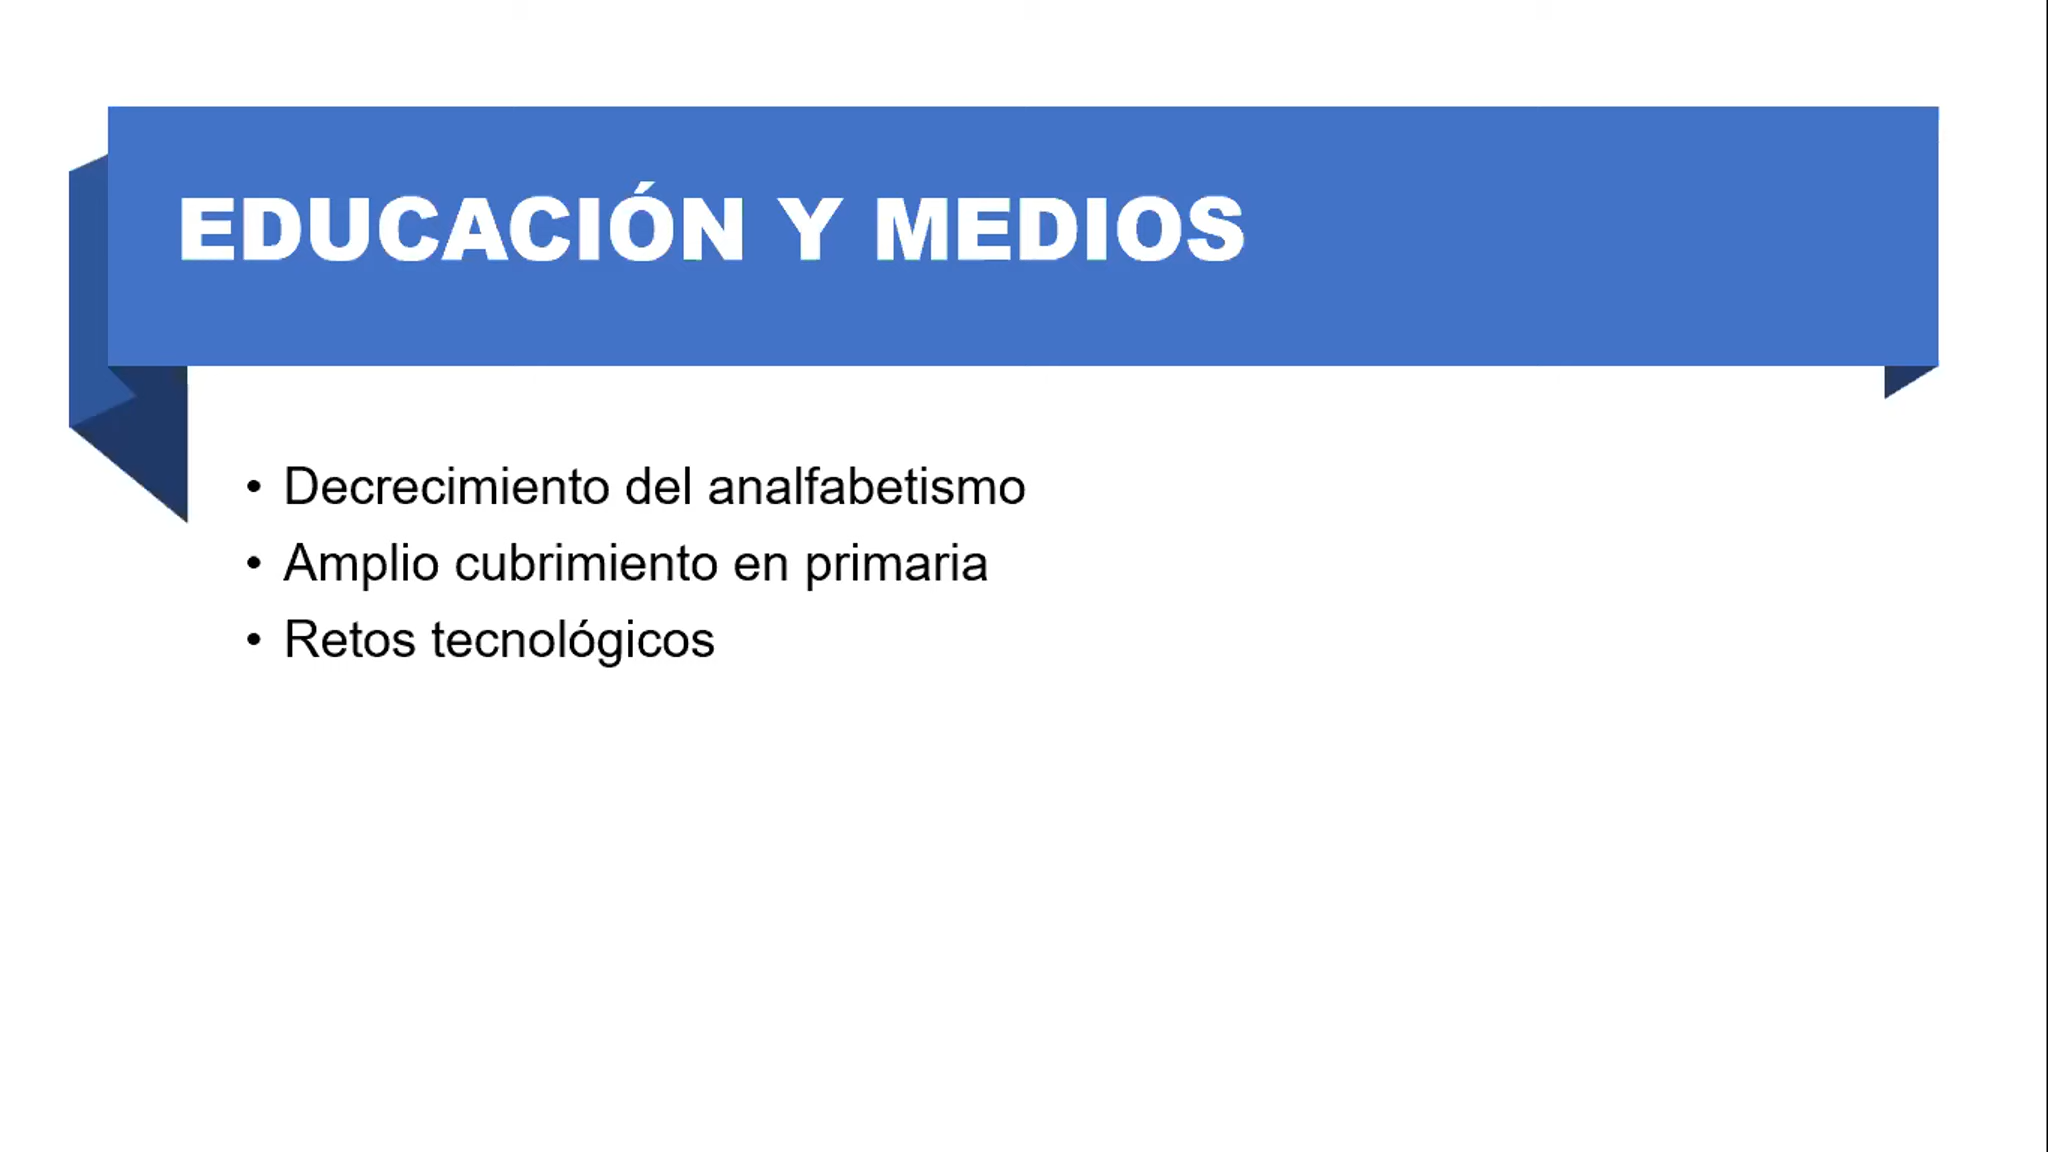 EDUCACIÓN Y MEDIOS
• Decrecimiento del analfabetismo
• Amplio cubrimiento en primaria
• Retos tecnológicos